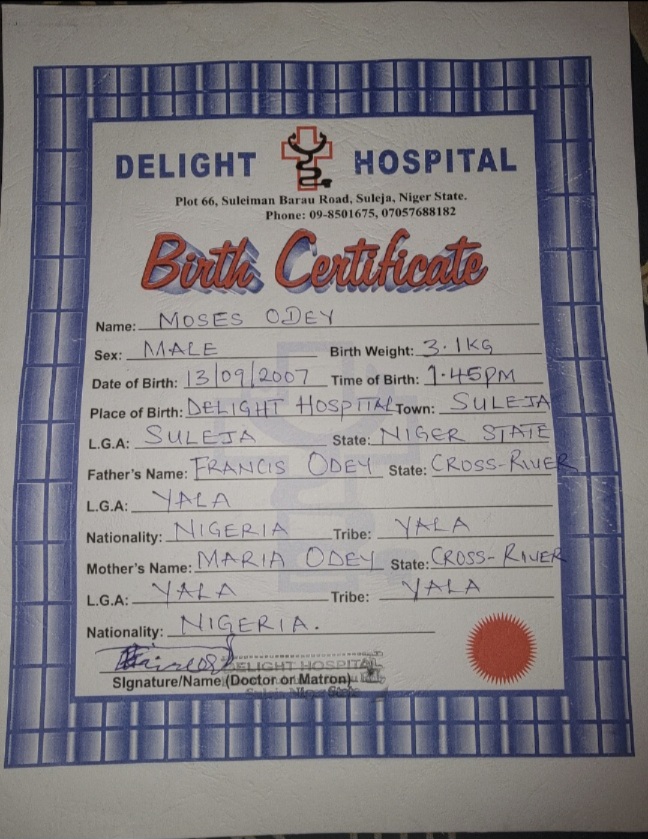 DELIGHT HOSPITAL
Plot 66, Suleiman Barau Road, Suleja, Niger State.
Phone: 09-8501675, 07057688182
Birth Certificate
Name: MOSES ODEY
Sex: MALE Birth Weight: 3.1KG
Date of Birth: 13/09/2007 Time of Birth: 1.45PM
Place of Birth: DELIGHT HOSPITAL Town: SULEJA
L.G.A: SULEJA State: NIGER STATE
Father's Name: FRANCIS ODEY State: CROSS-RIVER
L.G.A: YALA
Nationality: NIGERIA Tribe: YALA
Mother's Name: MARIA ODEY State: CROSS-RIVER
L.G.A: YALA Tribe: YALA
Nationality: NIGERIA.
DELIGHT HOSPITAL
Signature/Name (Doctor or Matron)